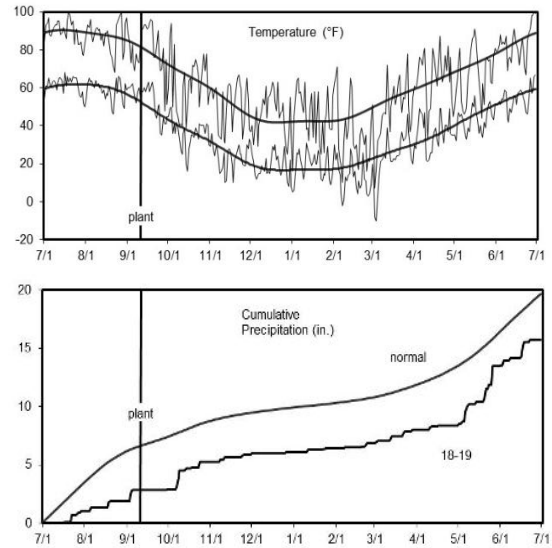 100
Temperature (°F)
80
60
40
20
0
plant
-20
7/1 8/1 9/1 10/1 11/1 12/1 1/1 2/1 3/1 4/1 5/1 6/1 7/1
20
Cumulative
Precipitation (in.)
normal
15
10
plant
5
18-19
0
7/1 8/1 9/1 10/1 11/1 12/1 1/1 2/1 3/1 4/1 5/1 6/1 7/1